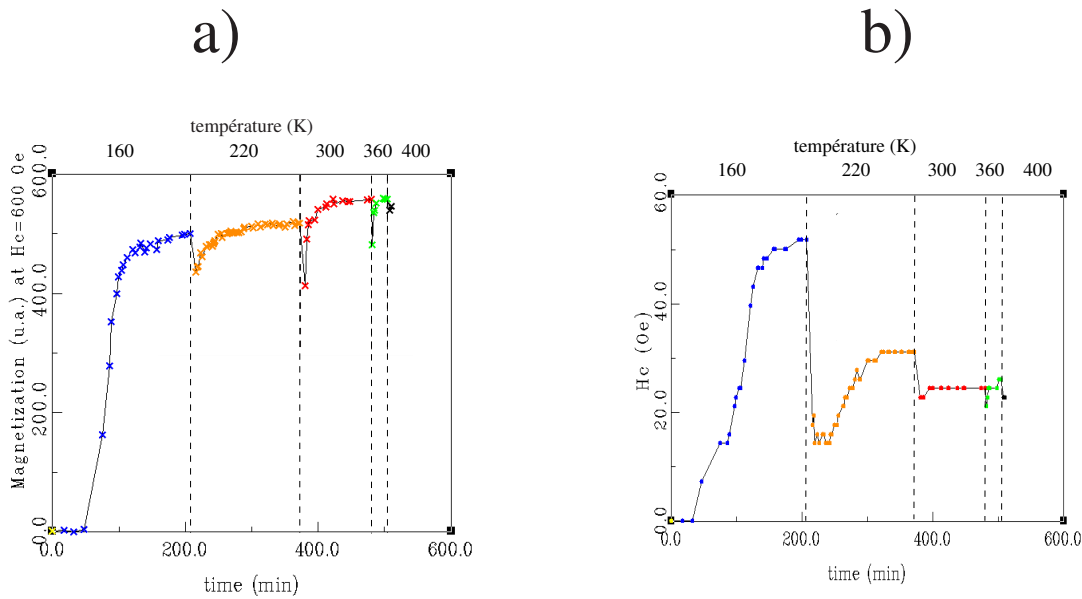 a)
température (K)
160 220 300 360 400
Magnetization (u.a.) at Hc=600 Oe
600.0
400.0
200.0
0.0
0.0 200.0 400.0 600.0
time (min)
b)
température (K)
160 220 300 360 400
Hc (Oe)
60.0
40.0
20.0
0.0
0.0 200.0 400.0 600.0
time (min)